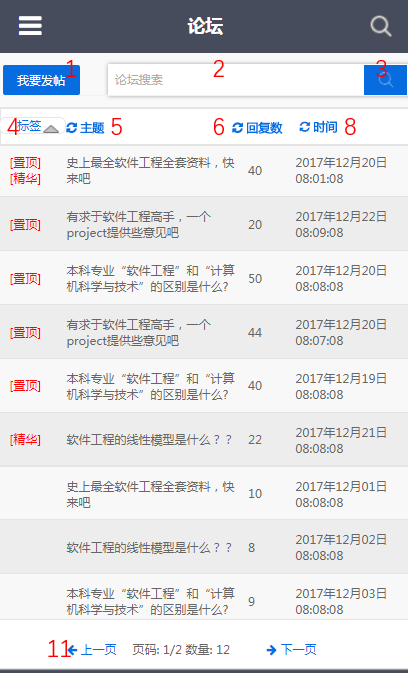 论坛
1 2 3
我要发帖 论坛搜索
4 标签 主题 5 6 回复数 时间 8
[置顶] 史上最全软件工程全套资料，快 40 2017年12月20日
[精华] 来吧 08:01:08
[置顶] 有求于软件工程高手，一个 20 2017年12月22日
project提供些意见吧 08:09:08
[置顶] 本科专业“软件工程”和“计算 50 2017年12月20日
机科学与技术”的区别是什么? 08:08:08
[置顶] 有求于软件工程高手，一个 44 2017年12月20日
project提供些意见吧 08:07:08
[置顶] 本科专业“软件工程”和“计算 40 2017年12月19日
机科学与技术”的区别是什么? 08:08:08
[精华] 软件工程的线性模型是什么？？ 22 2017年12月21日
08:08:08
史上最全软件工程全套资料，快 10 2017年12月01日
来吧 08:08:08
软件工程的线性模型是什么？？ 8 2017年12月02日
08:08:08
本科专业“软件工程”和“计算 9 2017年12月03日
机科学与技术”的区别是什么? 08:08:08
11 上一页 页码: 1/2 数量: 12 下一页